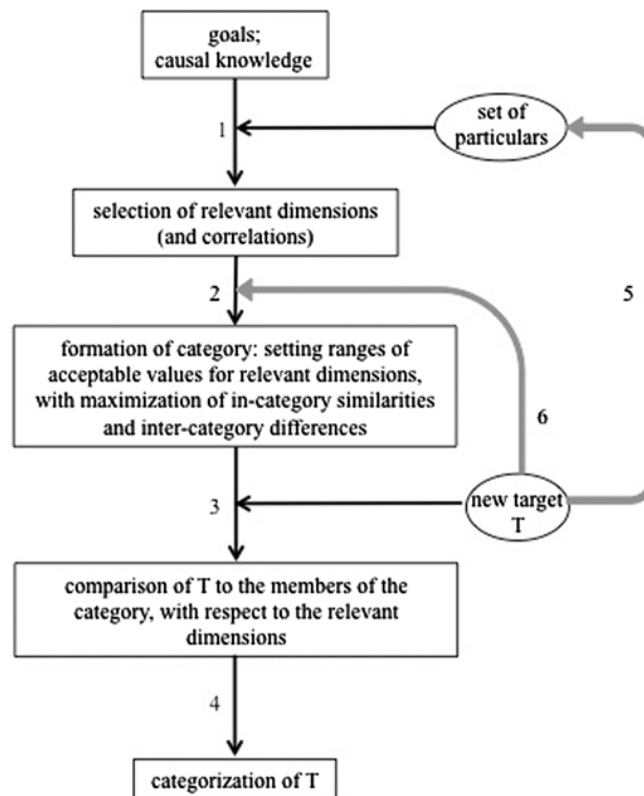 goals;
causal knowledge
set of
particulars
1
selection of relevant dimensions
(and correlations)
2
5
formation of category: setting ranges of
acceptable values for relevant dimensions,
with maximization of in-category similarities
and inter-category differences
6
3
new target
T
comparison of T to the members of the
category, with respect to the relevant
dimensions
4
categorization of T